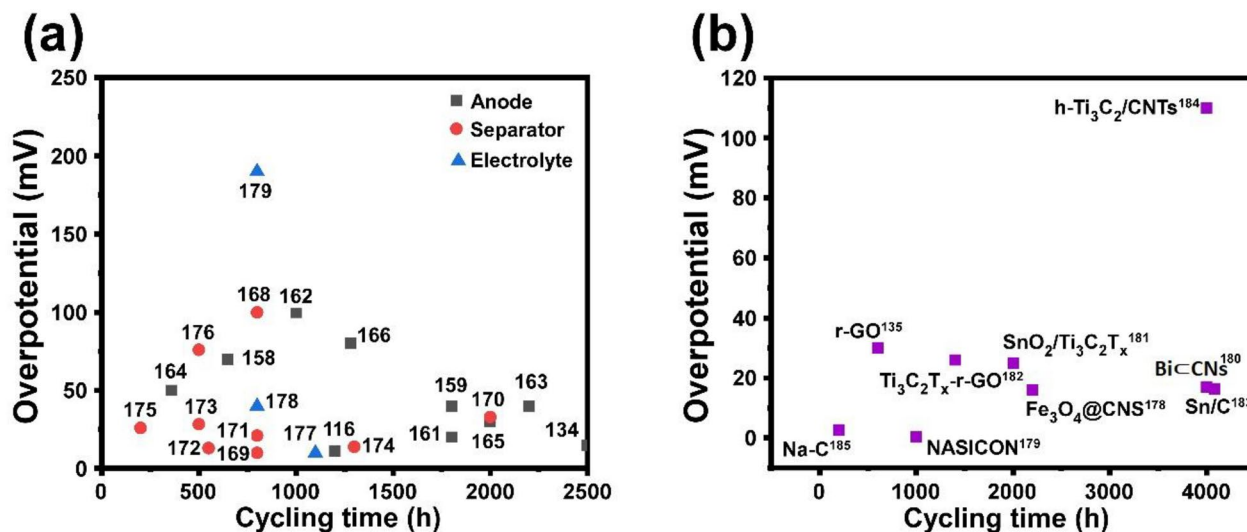 (a)
250
200
150
100
50
0
0 500 1000 1500 2000 2500
Overpotential (mV)
Cycling time (h)
Anode
Separator
Electrolyte
179
168
162
176
166
158
164
159
163
175
173
178
170
171
177
116
161
165
134
172
169
174
(b)
120
100
80
60
40
20
0
0 1000 2000 3000 4000
Overpotential (mV)
Cycling time (h)
h-Ti₃C₂/CNTs¹⁸⁴
r-GO¹³⁵
SnO₂/Ti₃C₂Tₓ¹⁸¹
Ti₃C₂Tₓ-r-GO¹⁸²
Bi⊂CNs¹⁸⁰
Fe₃O₄@CNS¹⁷⁸
Na-C¹⁸⁵
NASICON¹⁷⁹